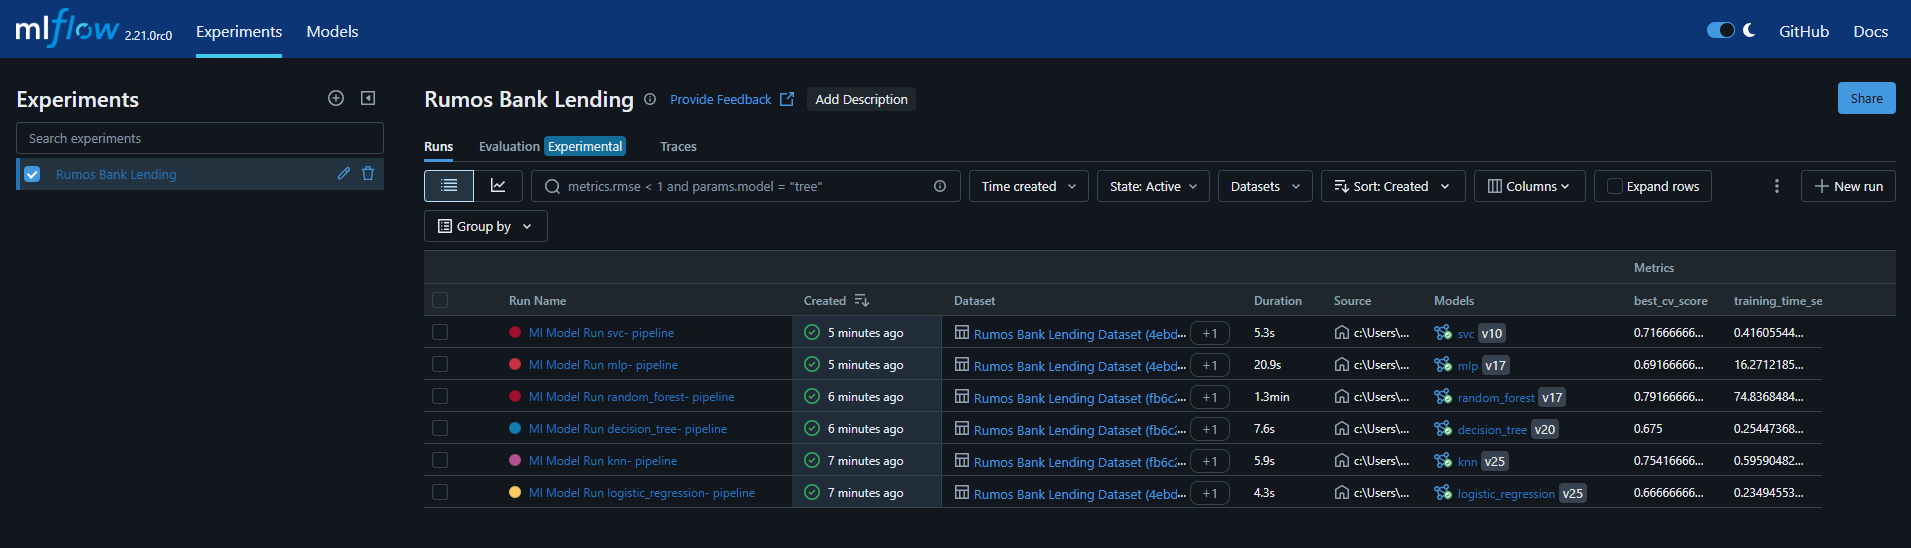 mlflow 2.21.0rc0 Experiments Models GitHub Docs
Experiments
Search experiments
Rumos Bank Lending
Rumos Bank Lending Provide Feedback Add Description Share
Runs Evaluation Experimental Traces
metrics.rmse < 1 and params.model = "tree" Time created State: Active Datasets Sort: Created Columns Expand rows New run
Group by
Metrics
Run Name Created Dataset Duration Source Models best_cv_score training_time_se
Ml Model Run svc- pipeline 5 minutes ago Rumos Bank Lending Dataset (4ebd... +1 5.3s c:\Users\... svc v10 0.71666666... 0.41605544...
Ml Model Run mlp- pipeline 5 minutes ago Rumos Bank Lending Dataset (4ebd... +1 20.9s c:\Users\... mlp v17 0.69166666... 16.2712185...
Ml Model Run random_forest- pipeline 6 minutes ago Rumos Bank Lending Dataset (fb6c2... +1 1.3min c:\Users\... random_forest v17 0.79166666... 74.8368484...
Ml Model Run decision_tree- pipeline 6 minutes ago Rumos Bank Lending Dataset (fb6c2... +1 7.6s c:\Users\... decision_tree v20 0.675 0.25447368...
Ml Model Run knn- pipeline 7 minutes ago Rumos Bank Lending Dataset (fb6c2... +1 5.9s c:\Users\... knn v25 0.75416666... 0.59590482...
Ml Model Run logistic_regression- pipeline 7 minutes ago Rumos Bank Lending Dataset (4ebd... +1 4.3s c:\Users\... logistic_regression v25 0.66666666... 0.23494553...